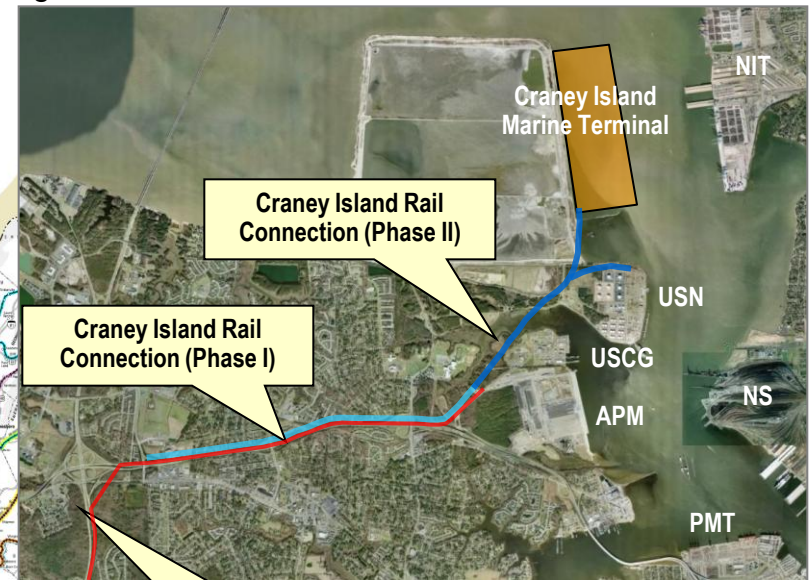 NIT
Craney Island
Marine Terminal
Craney Island Rail
Connection (Phase II)
USN
Craney Island Rail
Connection (Phase I)
USCG
APM
NS
PMT